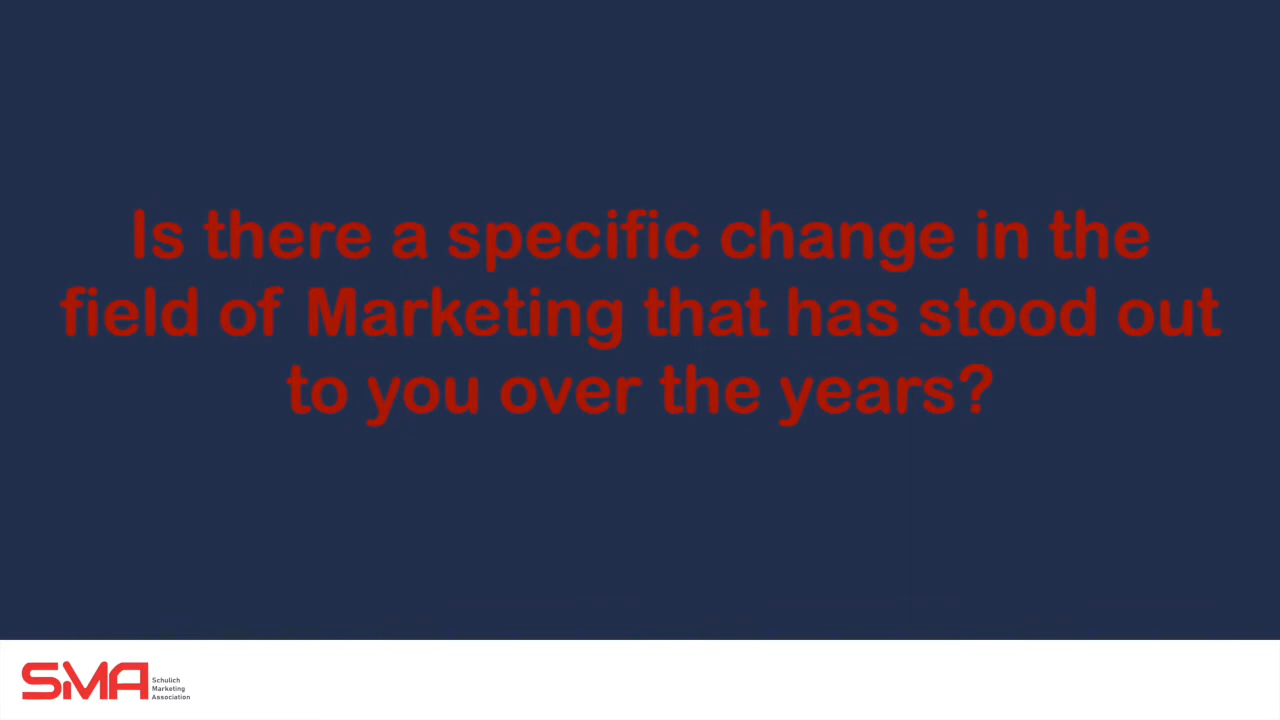 Is there a specific change in the
field of Marketing that has stood out
to you over the years?
SMA
Schulich
Marketing
Association